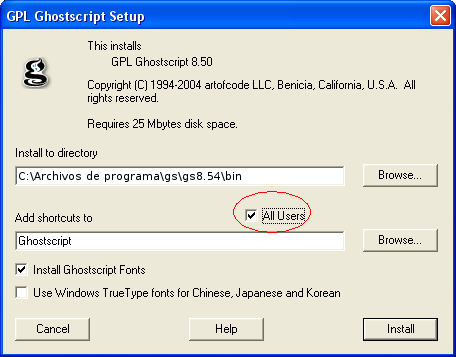 GPL Ghostscript Setup
This installs
GPL Ghostscript 8.50
Copyright (C) 1994-2004 artofcode LLC, Benicia, California, U.S.A. All
rights reserved.
Requires 25 Mbytes disk space.
Install to directory
C:\Archivos de programa\gs\gs8.54\bin
Browse...
All Users
Add shortcuts to
Ghostscript
Browse...
Install Ghostscript Fonts
Use Windows TrueType fonts for Chinese, Japanese and Korean
Cancel
Help
Install